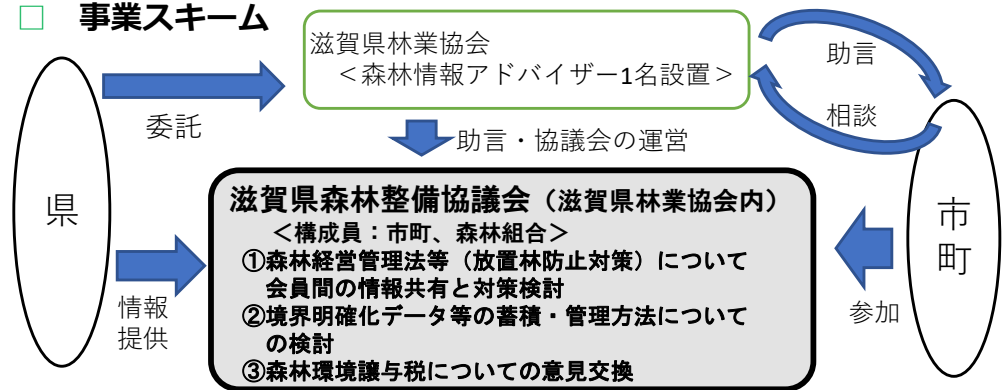 □ 事業スキーム
滋賀県林業協会
＜森林情報アドバイザー1名設置＞
助言
相談
委託
助言・協議会の運営
県
滋賀県森林整備協議会（滋賀県林業協会内）
＜構成員：市町、森林組合＞
①森林経営管理法等（放置林防止対策）について
会員間の情報共有と対策検討
②境界明確化データ等の蓄積・管理方法について
の検討
③森林環境譲与税についての意見交換
情報
提供
参加
市
町